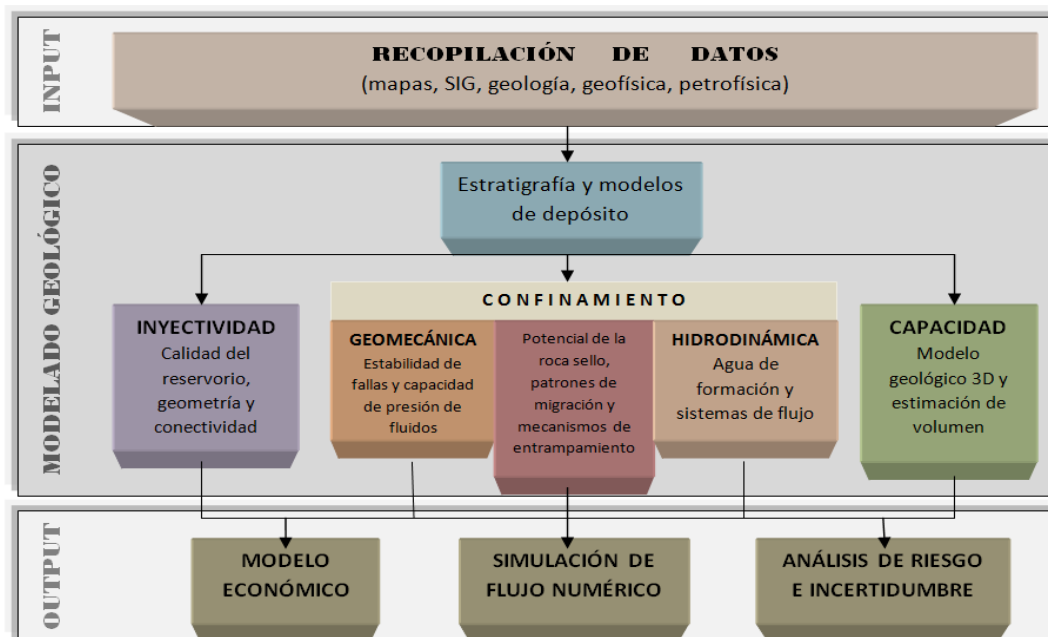 INPUT
RECOPILACIÓN DE DATOS
(mapas, SIG, geología, geofísica, petrofísica)
MODELADO GEOLÓGICO
Estratigrafía y modelos
de depósito
INYECTIVIDAD
Calidad del
reservorio,
geometría y
conectividad
CONFINAMIENTO
GEOMECÁNICA
Estabilidad de
fallas y capacidad
de presión de
fluidos
Potencial de la
roca sello,
patrones de
migración y
mecanismos de
entrampamiento
HIDRODINÁMICA
Agua de
formación y
sistemas de flujo
CAPACIDAD
Modelo
geológico 3D y
estimación de
volumen
OUTPUT
MODELO
ECONÓMICO
SIMULACIÓN DE
FLUJO NUMÉRICO
ANÁLISIS DE RIESGO
E INCERTIDUMBRE